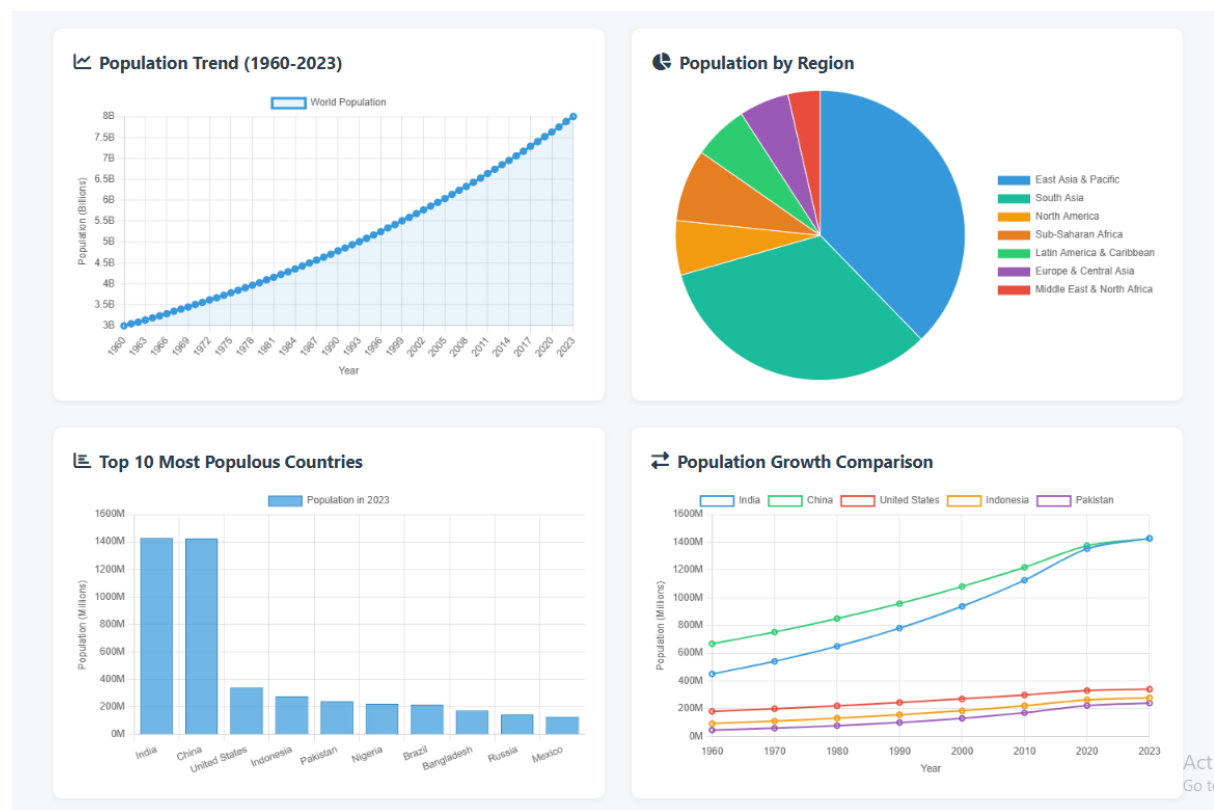 Population Trend (1960-2023)
World Population
8B
7.5B
7B
6.5B
6B
5.5B
5B
4.5B
4B
3.5B
3B
Population (Billions)
1960 1963 1966 1969 1972 1975 1978 1981 1984 1987 1990 1993 1996 1999 2002 2005 2008 2011 2014 2017 2020 2023
Year
Population by Region
East Asia & Pacific
South Asia
North America
Sub-Saharan Africa
Latin America & Caribbean
Europe & Central Asia
Middle East & North Africa
Top 10 Most Populous Countries
Population in 2023
1600M
1400M
1200M
1000M
800M
600M
400M
200M
0M
Population (Millions)
India China United States Indonesia Pakistan Nigeria Brazil Bangladesh Russia Mexico
Population Growth Comparison
India China United States Indonesia Pakistan
1600M
1400M
1200M
1000M
800M
600M
400M
200M
0M
Population (Millions)
1960 1970 1980 1990 2000 2010 2020 2023
Year
Act
Go t